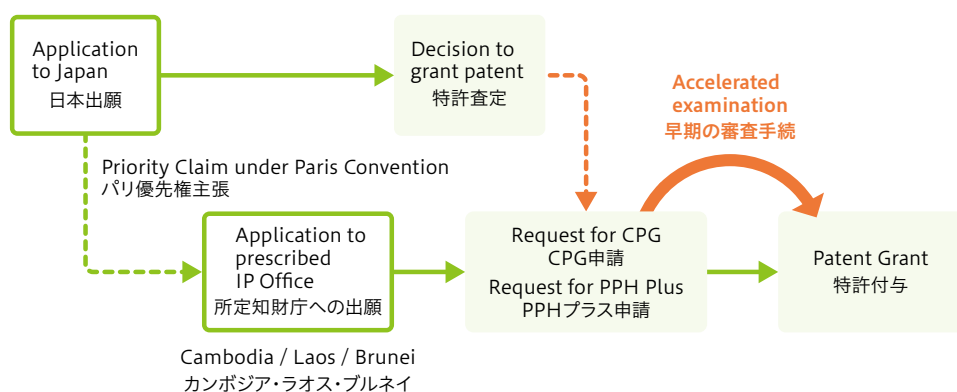 Application
to Japan
日本出願
Decision to
grant patent
特許査定
Accelerated
examination
早期の審査手続
Priority Claim under Paris Convention
パリ優先権主張
Application to
prescribed
IP Office
所定知財庁への出願
Request for CPG
CPG申請
Request for PPH Plus
PPHプラス申請
Patent Grant
特許付与
Cambodia / Laos / Brunei
カンボジア・ラオス・ブルネイ